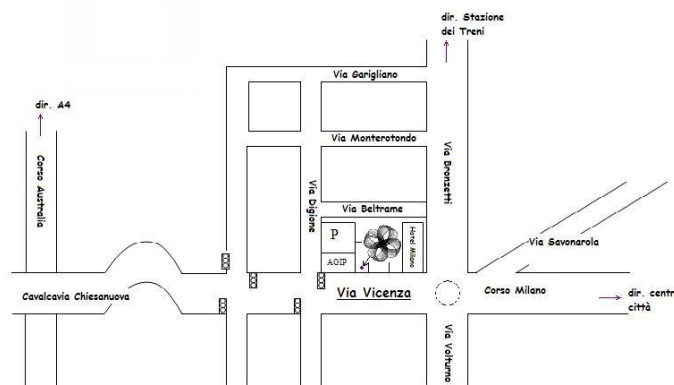 dir. Stazione
dei Treni
Via Garigliano
dir. A4
Via Monterotondo
Corso Australia
Via Digione
Via Bronzetti
Via Beltrame
P
Hotel Milano
Via Savonarola
AGIP
Cavalcavia Chiesanuova
Via Vicenza
Corso Milano
dir. centr
città
Via Volturno